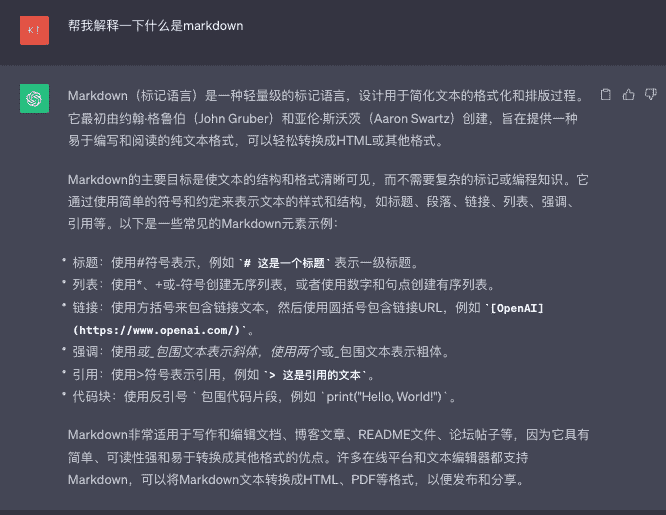 K!
帮我解释一下什么是markdown
Markdown（标记语言）是一种轻量级的标记语言，设计用于简化文本的格式化和排版过程。
它最初由约翰·格鲁伯（John Gruber）和亚伦·斯沃茨（Aaron Swartz）创建，旨在提供一种
易于编写和阅读的纯文本格式，可以轻松转换成HTML或其他格式。
Markdown的主要目标是使文本的结构和格式清晰可见，而不需要复杂的标记或编程知识。它
通过使用简单的符号和约定来表示文本的样式和结构，如标题、段落、链接、列表、强调、
引用等。以下是一些常见的Markdown元素示例：
• 标题：使用#符号表示，例如 `# 这是一个标题` 表示一级标题。
• 列表：使用*、+或-符号创建无序列表，或者使用数字和句点创建有序列表。
• 链接：使用方括号来包含链接文本，然后使用圆括号包含链接URL，例如 `[OpenAI]
(https://www.openai.com/)`。
• 强调：使用或_包围文本表示斜体，使用两个或_包围文本表示粗体。
• 引用：使用>符号表示引用，例如 `> 这是引用的文本`。
• 代码块：使用反引号 ` 包围代码片段，例如 `print("Hello, World!")`。
Markdown非常适用于写作和编辑文档、博客文章、README文件、论坛帖子等，因为它具有
简单、可读性强和易于转换成其他格式的优点。许多在线平台和文本编辑器都支持
Markdown，可以将Markdown文本转换成HTML、PDF等格式，以便发布和分享。